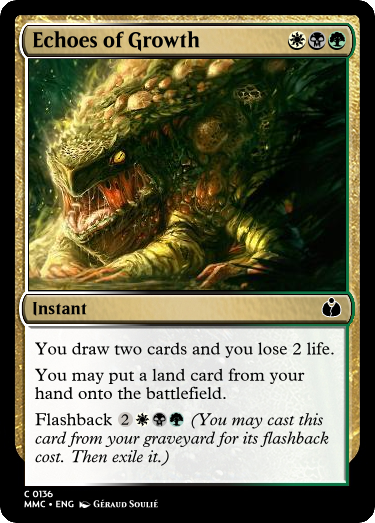 Echoes of Growth
Instant
You draw two cards and you lose 2 life.
You may put a land card from your
hand onto the battlefield.
Flashback 2 (You may cast this
card from your graveyard for its flashback
cost. Then exile it.)
C 0136
MMC • ENG Géraud Soulié